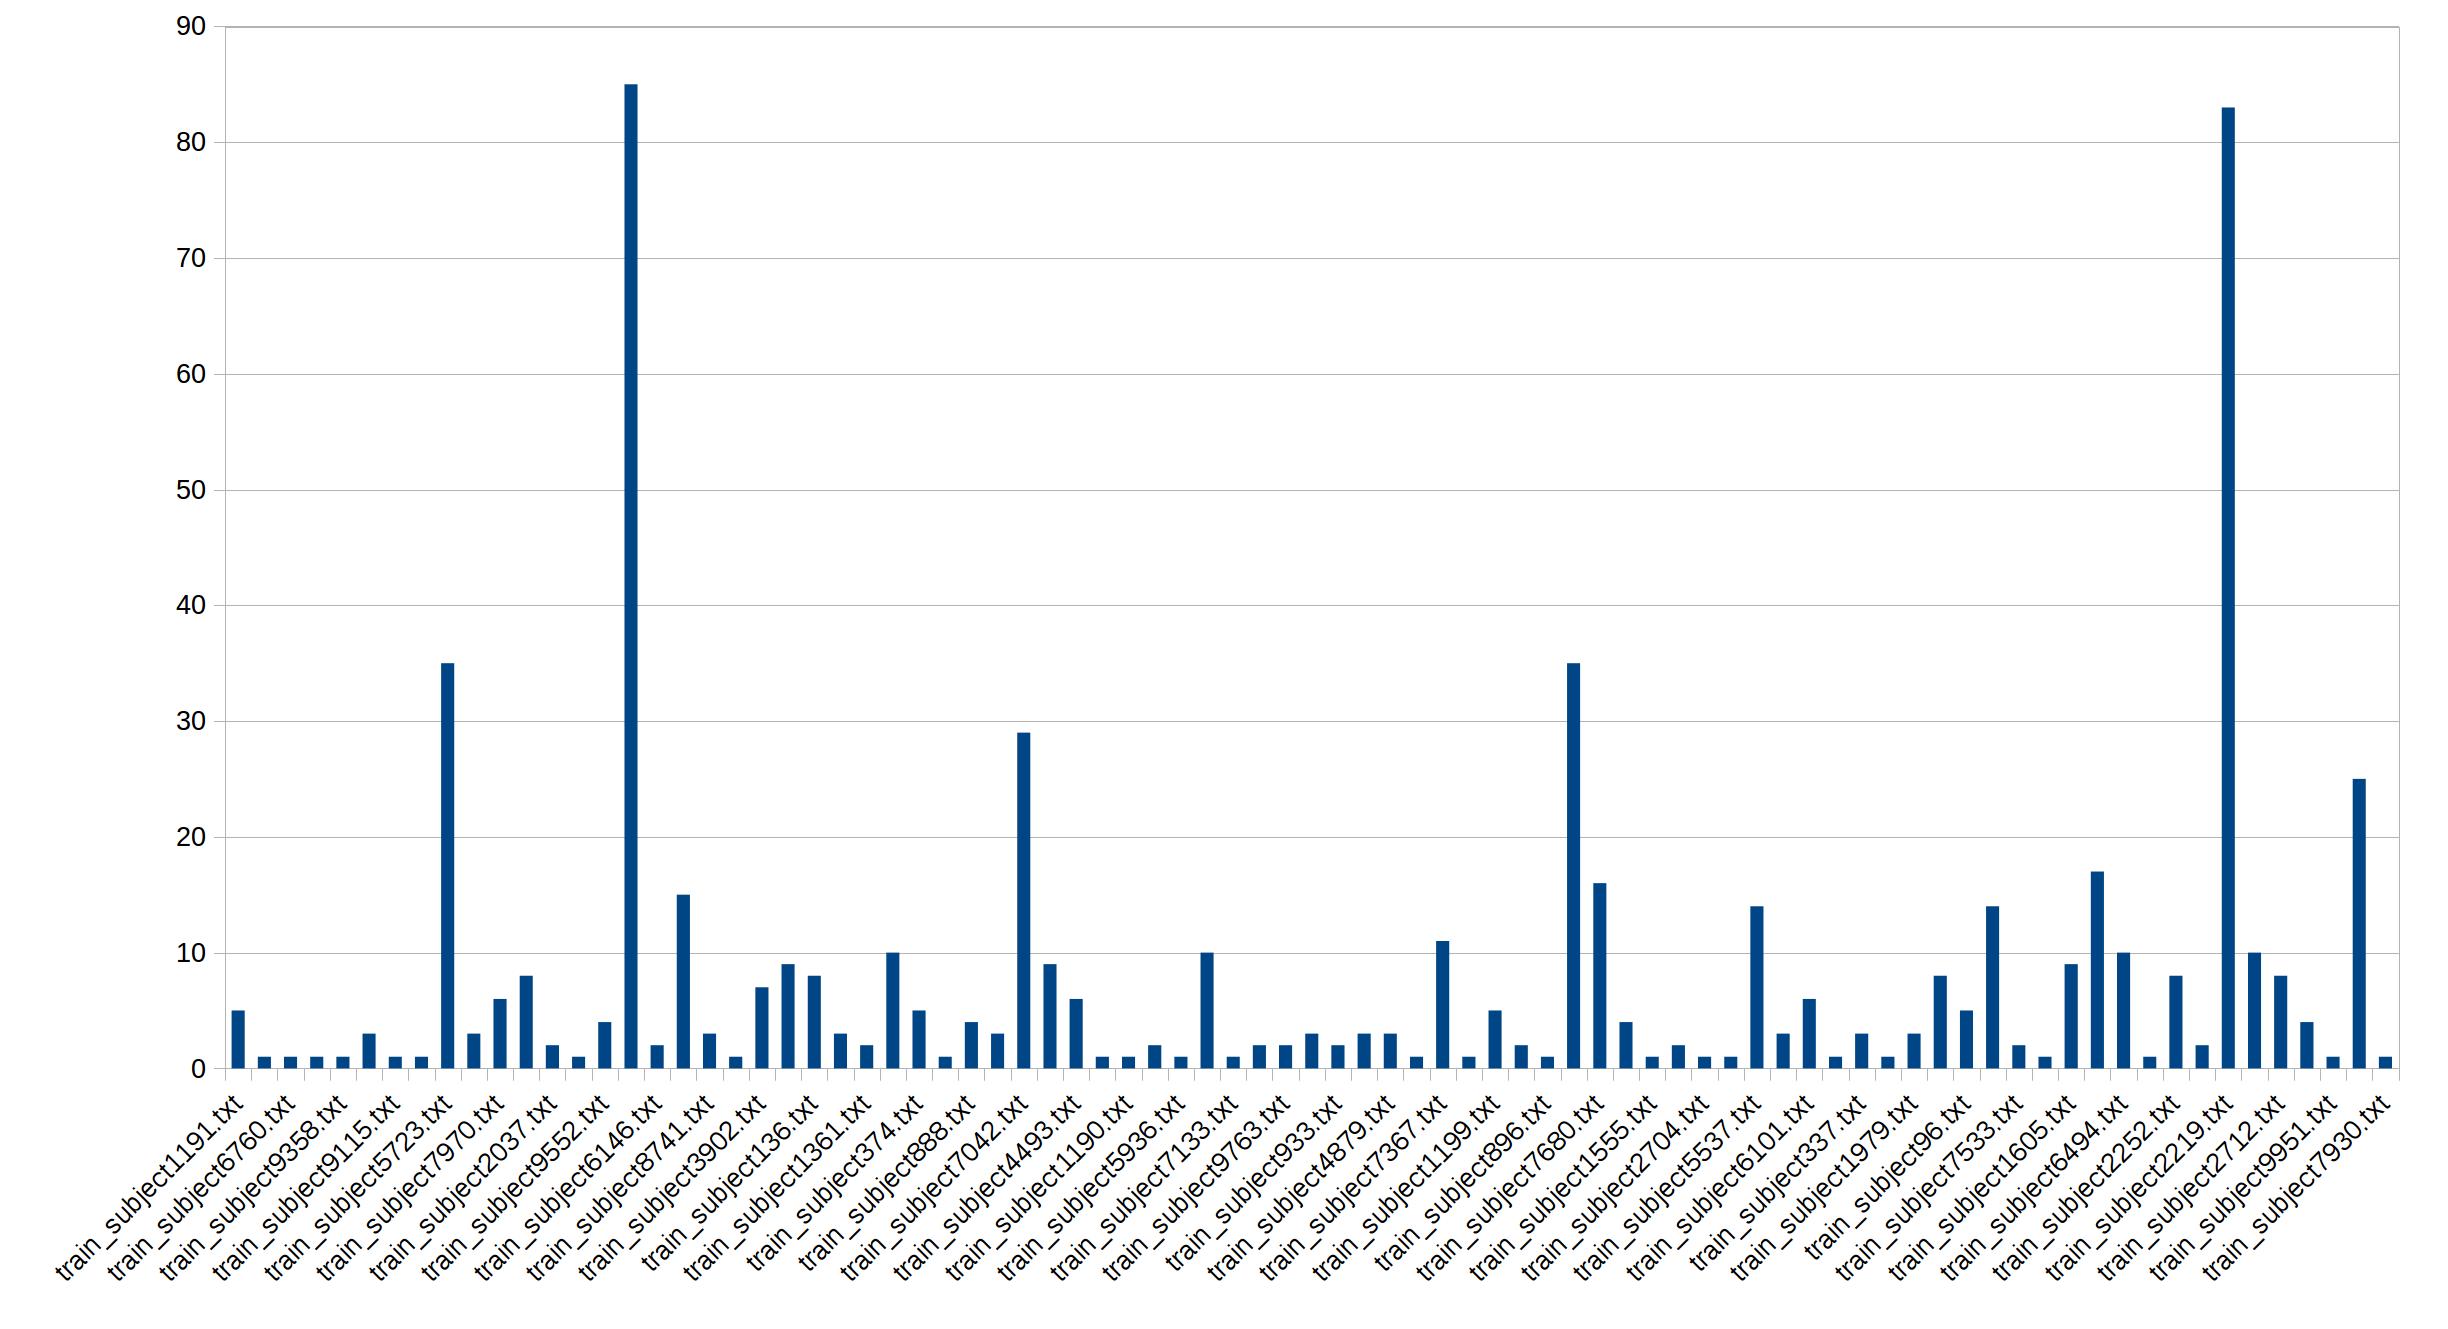 90
80
70
60
50
40
30
20
10
0
train_subject1191.txt
train_subject6760.txt
train_subject9358.txt
train_subject9115.txt
train_subject5723.txt
train_subject7970.txt
train_subject2037.txt
train_subject9552.txt
train_subject6146.txt
train_subject8741.txt
train_subject3902.txt
train_subject136.txt
train_subject1361.txt
train_subject374.txt
train_subject888.txt
train_subject7042.txt
train_subject4493.txt
train_subject1190.txt
train_subject5936.txt
train_subject7133.txt
train_subject9763.txt
train_subject933.txt
train_subject4879.txt
train_subject7367.txt
train_subject1199.txt
train_subject896.txt
train_subject7680.txt
train_subject1555.txt
train_subject2704.txt
train_subject5537.txt
train_subject6101.txt
train_subject337.txt
train_subject1979.txt
train_subject96.txt
train_subject7533.txt
train_subject1605.txt
train_subject6494.txt
train_subject2252.txt
train_subject2219.txt
train_subject2712.txt
train_subject9951.txt
train_subject7930.txt